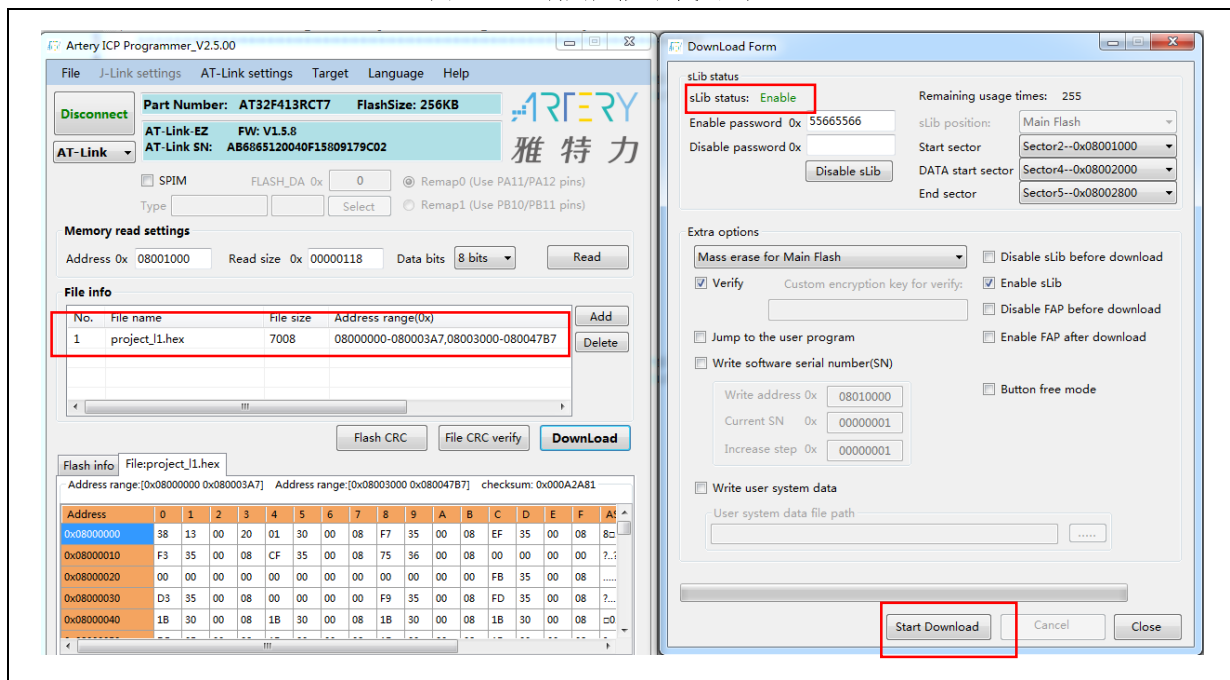 Artery ICP Programmer_V2.5.00
File J-Link settings AT-Link settings Target Language Help
Disconnect
Part Number: AT32F413RCT7 FlashSize: 256KB
AT-Link-EZ FW: V1.5.8
AT-Link SN: AB6865120040F15809179C02
AT-Link
ARTERY
雅特力
SPIM FLASH_DA 0x 0 Remap0 (Use PA11/PA12 pins)
Type Select Remap1 (Use PB10/PB11 pins)
Memory read settings
Address 0x 08001000 Read size 0x 00000118 Data bits 8 bits Read
File info
No. File name File size Address range(0x) Add
1 project_l1.hex 7008 08000000-080003A7,08003000-080047B7 Delete
Flash CRC File CRC verify DownLoad
Flash info File:project_l1.hex
Address range:[0x08000000 0x080003A7] Address range:[0x08003000 0x080047B7] checksum: 0x000A2A81
Address 0 1 2 3 4 5 6 7 8 9 A B C D E F
0x08000000 38 13 00 20 01 30 00 08 F7 35 00 08 EF 35 00 08
0x08000010 F3 35 00 08 CF 35 00 08 75 36 00 08 00 00 00 00
0x08000020 00 00 00 00 00 00 00 00 00 00 00 00 FB 35 00 08 .....
0x08000030 D3 35 00 08 00 00 00 00 F9 35 00 08 FD 35 00 08 ?...
0x08000040 1B 30 00 08 1B 30 00 08 1B 30 00 08 1B 30 00 08
DownLoad Form
sLib status
sLib status: Enable Remaining usage times: 255
Enable password 0x 55665566 sLib position: Main Flash
Disable password 0x Start sector Sector2--0x08001000
Disable sLib DATA start sector Sector4--0x08002000
End sector Sector5--0x08002800
Extra options
Mass erase for Main Flash Disable sLib before download
Verify Custom encryption key for verify: Enable sLib
Disable FAP before download
Jump to the user program Enable FAP after download
Write software serial number(SN)
Write address 0x 08010000 Button free mode
Current SN 0x 00000001
Increase step 0x 00000001
Write user system data
User system data file path
.....
Start Download Cancel Close